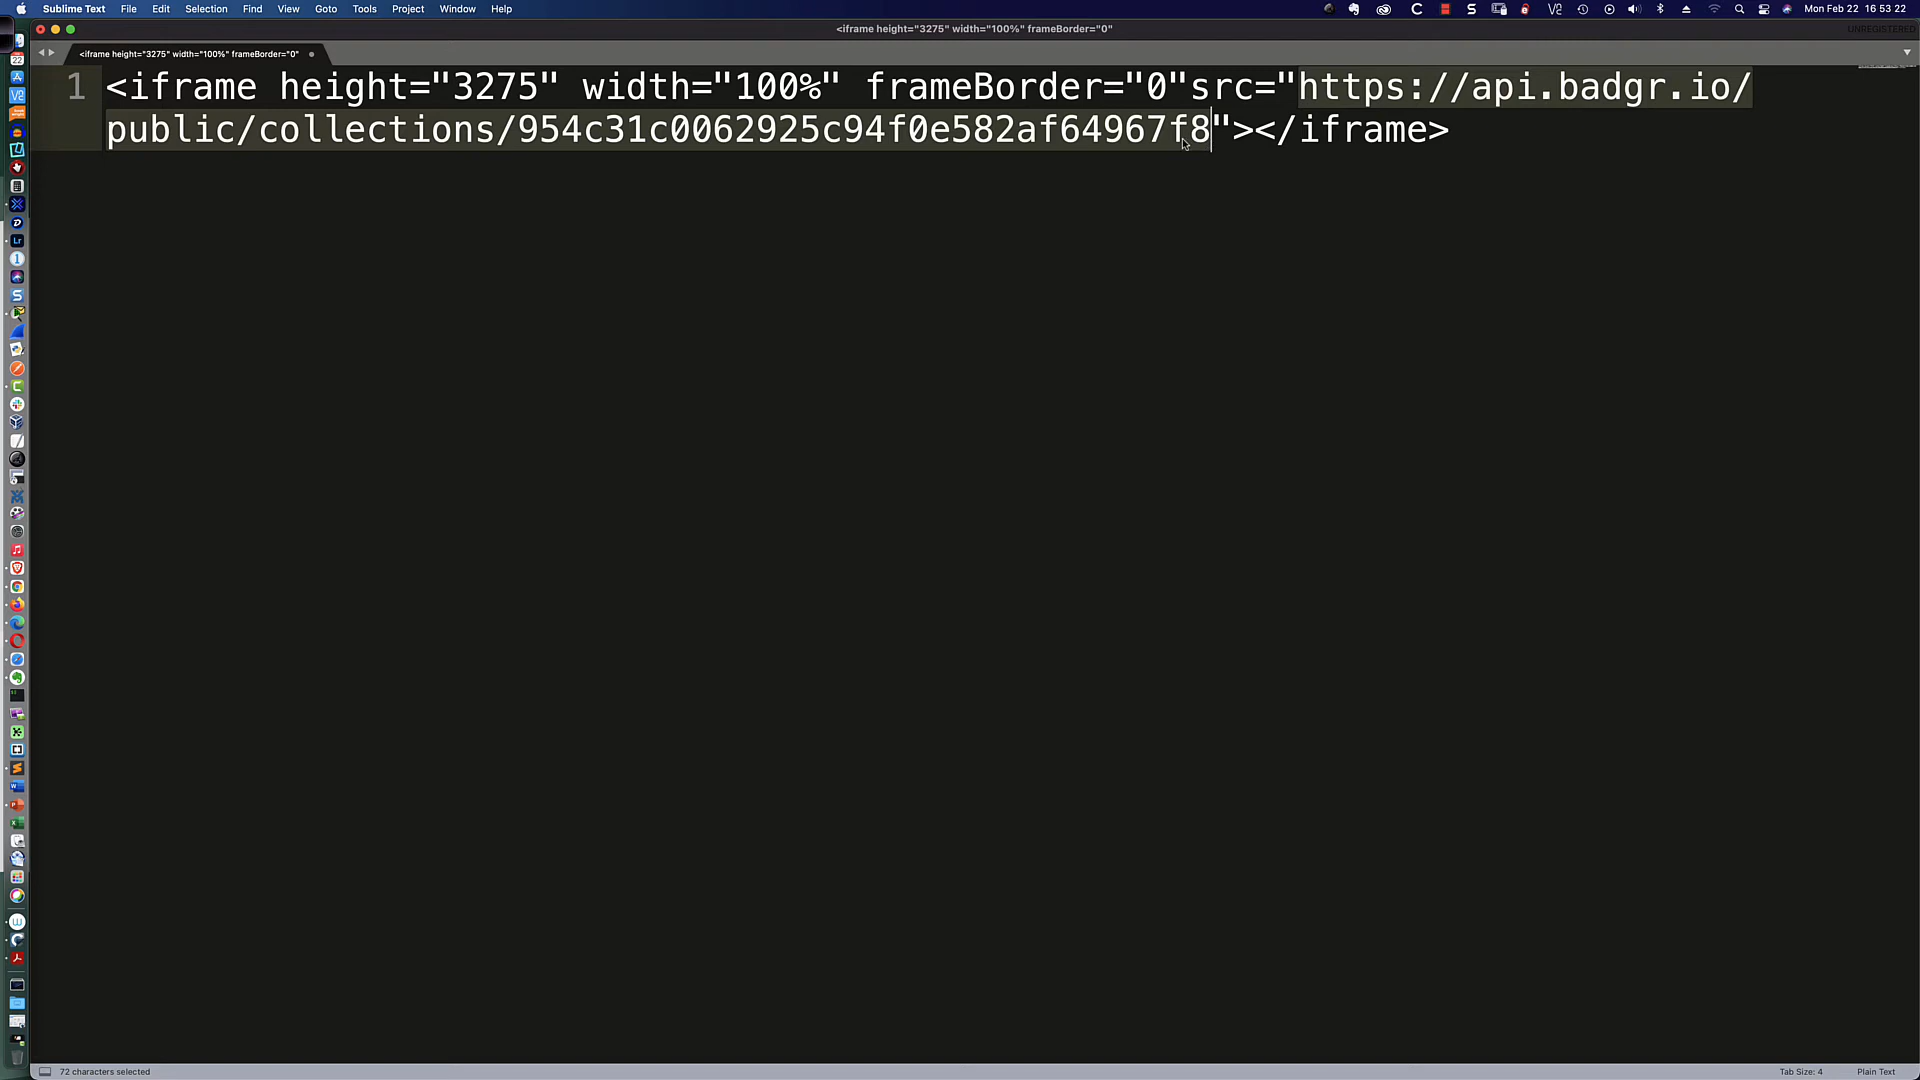 Sublime Text File Edit Selection Find View Goto Tools Project Window Help Mon Feb 22 16 53 22
<iframe height="3275" width="100%" frameBorder="0" UNREGISTERED
<iframe height="3275" width="100%" frameBorder="0"
1 <iframe height="3275" width="100%" frameBorder="0"src="https://api.badgr.io/
public/collections/954c31c0062925c94f0e582af64967f8"></iframe>
72 characters selected Tab Size: 4 Plain Text